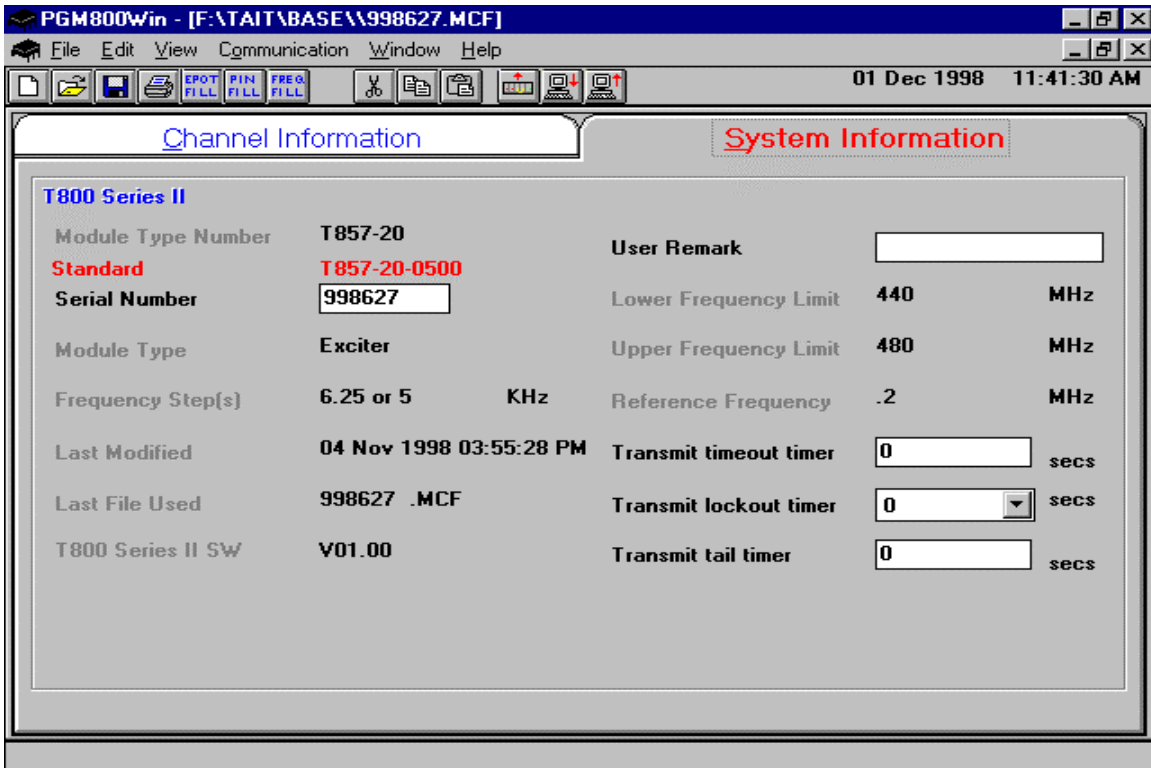 PGM800Win - [F:\TAIT\BASE\\998627.MCF]
File Edit View Communication Window Help
EPOT FILL PIN FILL FREQ FILL
01 Dec 1998 11:41:30 AM
Channel Information
System Information
T800 Series II
Module Type Number T857-20
Standard T857-20-0500
Serial Number 998627
Module Type Exciter
Frequency Step(s) 6.25 or 5 KHz
Last Modified 04 Nov 1998 03:55:28 PM
Last File Used 998627 .MCF
T800 Series II SW V01.00
User Remark
Lower Frequency Limit 440 MHz
Upper Frequency Limit 480 MHz
Reference Frequency .2 MHz
Transmit timeout timer 0 secs
Transmit lockout timer 0 secs
Transmit tail timer 0 secs